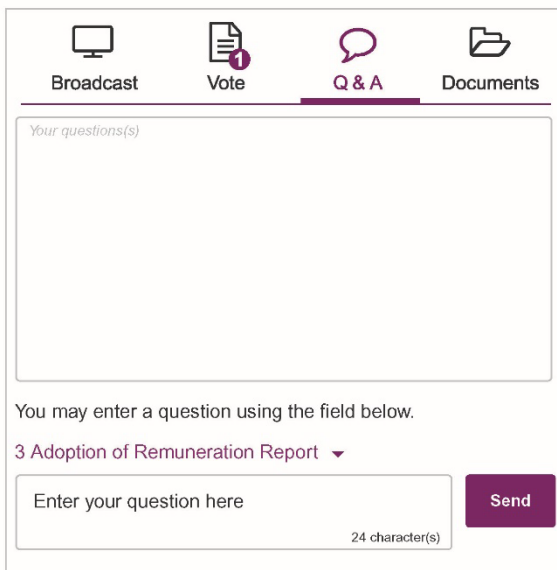 1
Broadcast Vote Q & A Documents
Your questions(s)
You may enter a question using the field below.
3 Adoption of Remuneration Report
Enter your question here
Send
24 character(s)